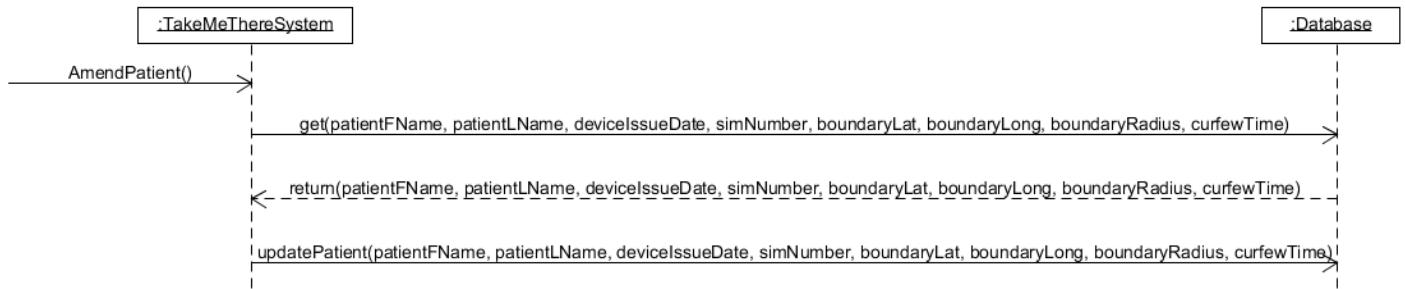 :TakeMeThereSystem
:Database
AmendPatient()
get(patientFName, patientLName, deviceIssueDate, simNumber, boundaryLat, boundaryLong, boundaryRadius, curfewTime)
return(patientFName, patientLName, deviceIssueDate, simNumber, boundaryLat, boundaryLong, boundaryRadius, curfewTime)
updatePatient(patientFName, patientLName, deviceIssueDate, simNumber, boundaryLat, boundaryLong, boundaryRadius, curfewTime)